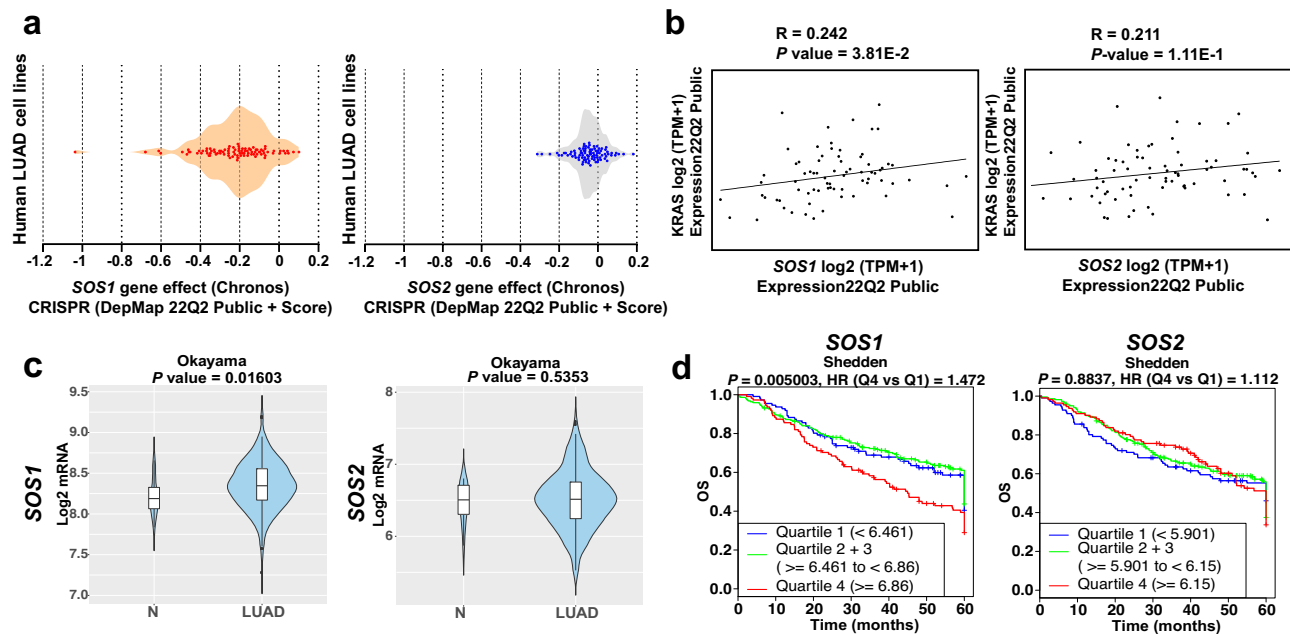 a
Human LUAD cell lines
-1.2 -1 -0.8 -0.6 -0.4 -0.2 0 0.2
SOS1 gene effect (Chronos)
CRISPR (DepMap 22Q2 Public + Score)
Human LUAD cell lines
-1.2 -1 -0.8 -0.6 -0.4 -0.2 0 0.2
SOS2 gene effect (Chronos)
CRISPR (DepMap 22Q2 Public + Score)
b
R = 0.242
P value = 3.81E-2
KRAS log2 (TPM+1)
Expression22Q2 Public
SOS1 log2 (TPM+1)
Expression22Q2 Public
R = 0.211
P-value = 1.11E-1
KRAS log2 (TPM+1)
Expression22Q2 Public
SOS2 log2 (TPM+1)
Expression22Q2 Public
c
Okayama
P value = 0.01603
SOS1
Log2 mRNA
9.5
9.0
8.5
8.0
7.5
7.0
N LUAD
Okayama
P value = 0.5353
SOS2
Log2 mRNA
8
7
6
N LUAD
d
SOS1
Shedden
P = 0.005003, HR (Q4 vs Q1) = 1.472
OS
1.0
0.8
0.6
0.4
0.2
0.0
Quartile 1 (< 6.461)
Quartile 2 + 3
( >= 6.461 to < 6.86)
Quartile 4 (>= 6.86)
0 10 20 30 40 50 60
Time (months)
SOS2
Shedden
P = 0.8837, HR (Q4 vs Q1) = 1.112
OS
1.0
0.8
0.6
0.4
0.2
0.0
Quartile 1 (< 5.901)
Quartile 2 + 3
( >= 5.901 to < 6.15)
Quartile 4 (>= 6.15)
0 10 20 30 40 50 60
Time (months)